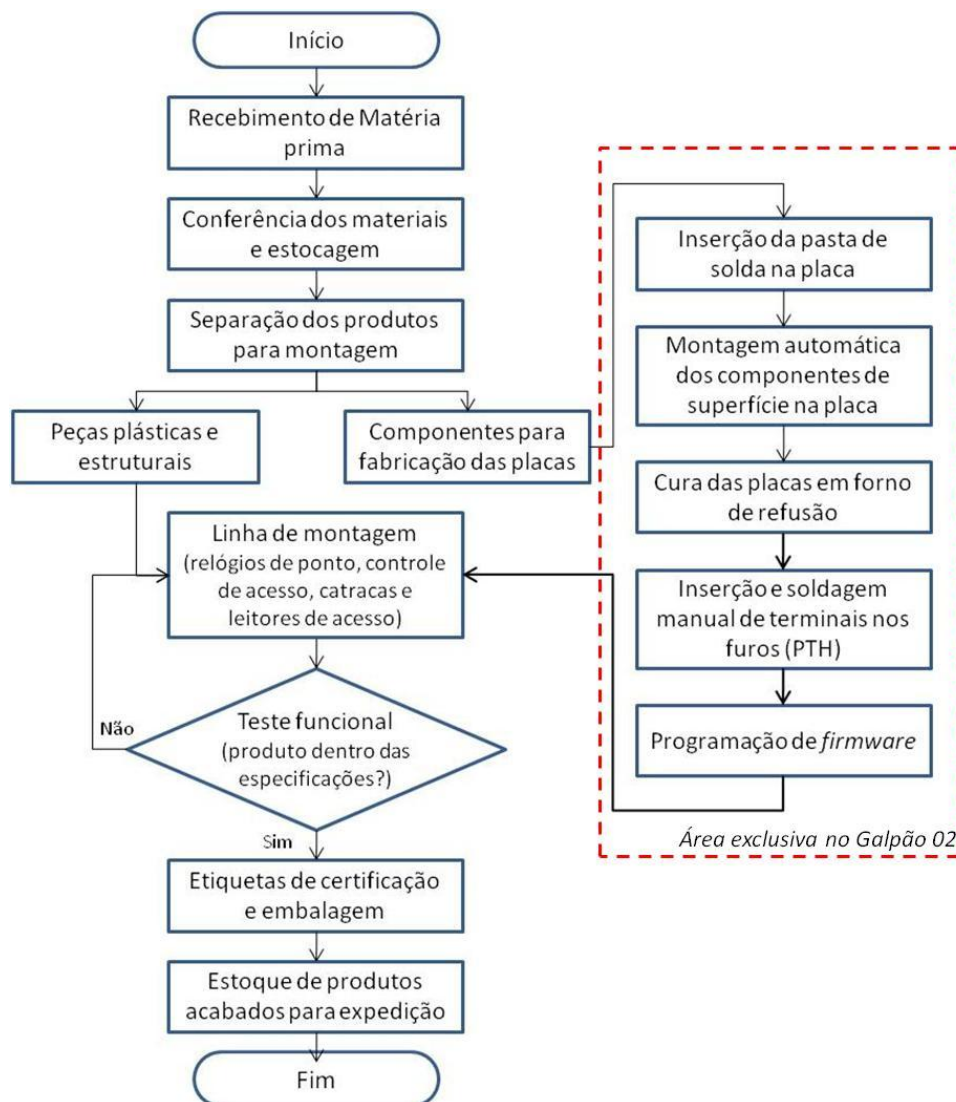 Início
Recebimento de Matéria
prima
Conferência dos materiais
e estocagem
Separação dos produtos
para montagem
Peças plásticas e
estruturais
Componentes para
fabricação das placas
Inserção da pasta de
solda na placa
Montagem automática
dos componentes de
superfície na placa
Cura das placas em forno
de refusão
Inserção e soldagem
manual de terminais nos
furos (PTH)
Programação de firmware
Área exclusiva no Galpão 02
Linha de montagem
(relógios de ponto, controle
de acesso, catracas e
leitores de acesso)
Teste funcional
(produto dentro das
especificações?)
Não
Sim
Etiquetas de certificação
e embalagem
Estoque de produtos
acabados para expedição
Fim